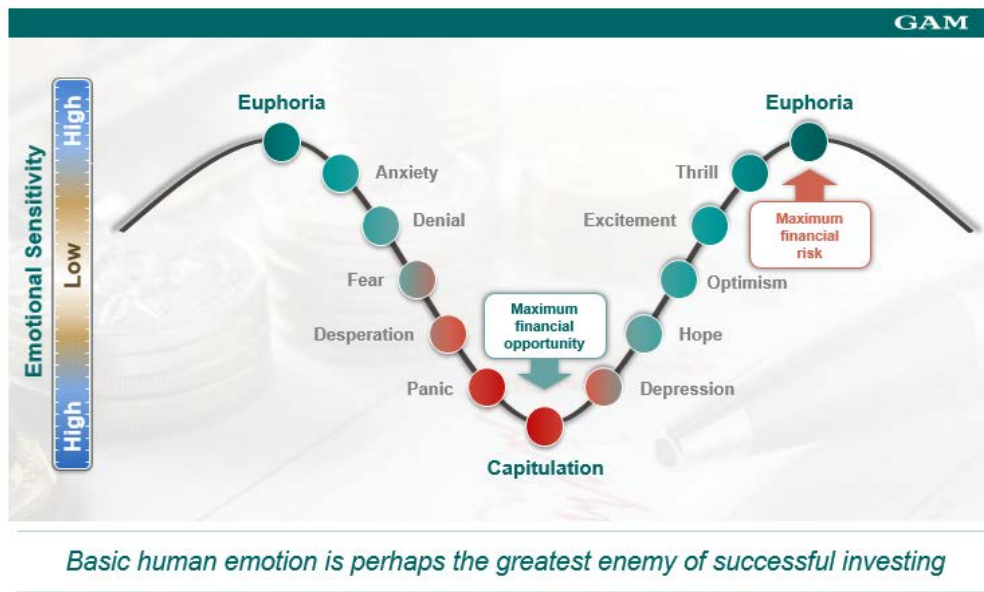 GAM
Emotional Sensitivity
High
Low
High
Euphoria
Anxiety
Denial
Fear
Desperation
Panic
Capitulation
Maximum
financial
opportunity
Depression
Hope
Optimism
Excitement
Thrill
Euphoria
Maximum
financial
risk
Basic human emotion is perhaps the greatest enemy of successful investing